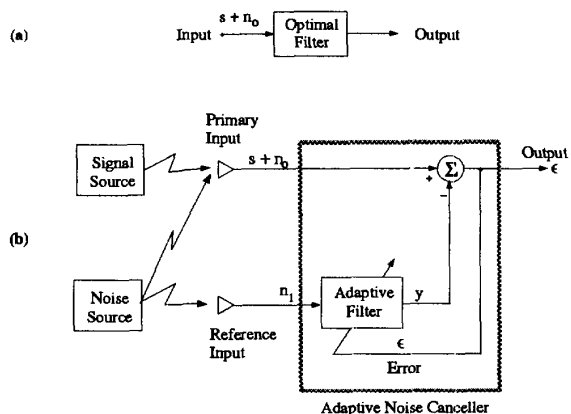 (a)
Input
s + n₀
Optimal
Filter
Output
Primary
Input
Signal
Source
s + n₀
+
Σ
−
Output
ϵ
(b)
Noise
Source
n₁
Reference
Input
Adaptive
Filter
y
ϵ
Error
Adaptive Noise Canceller